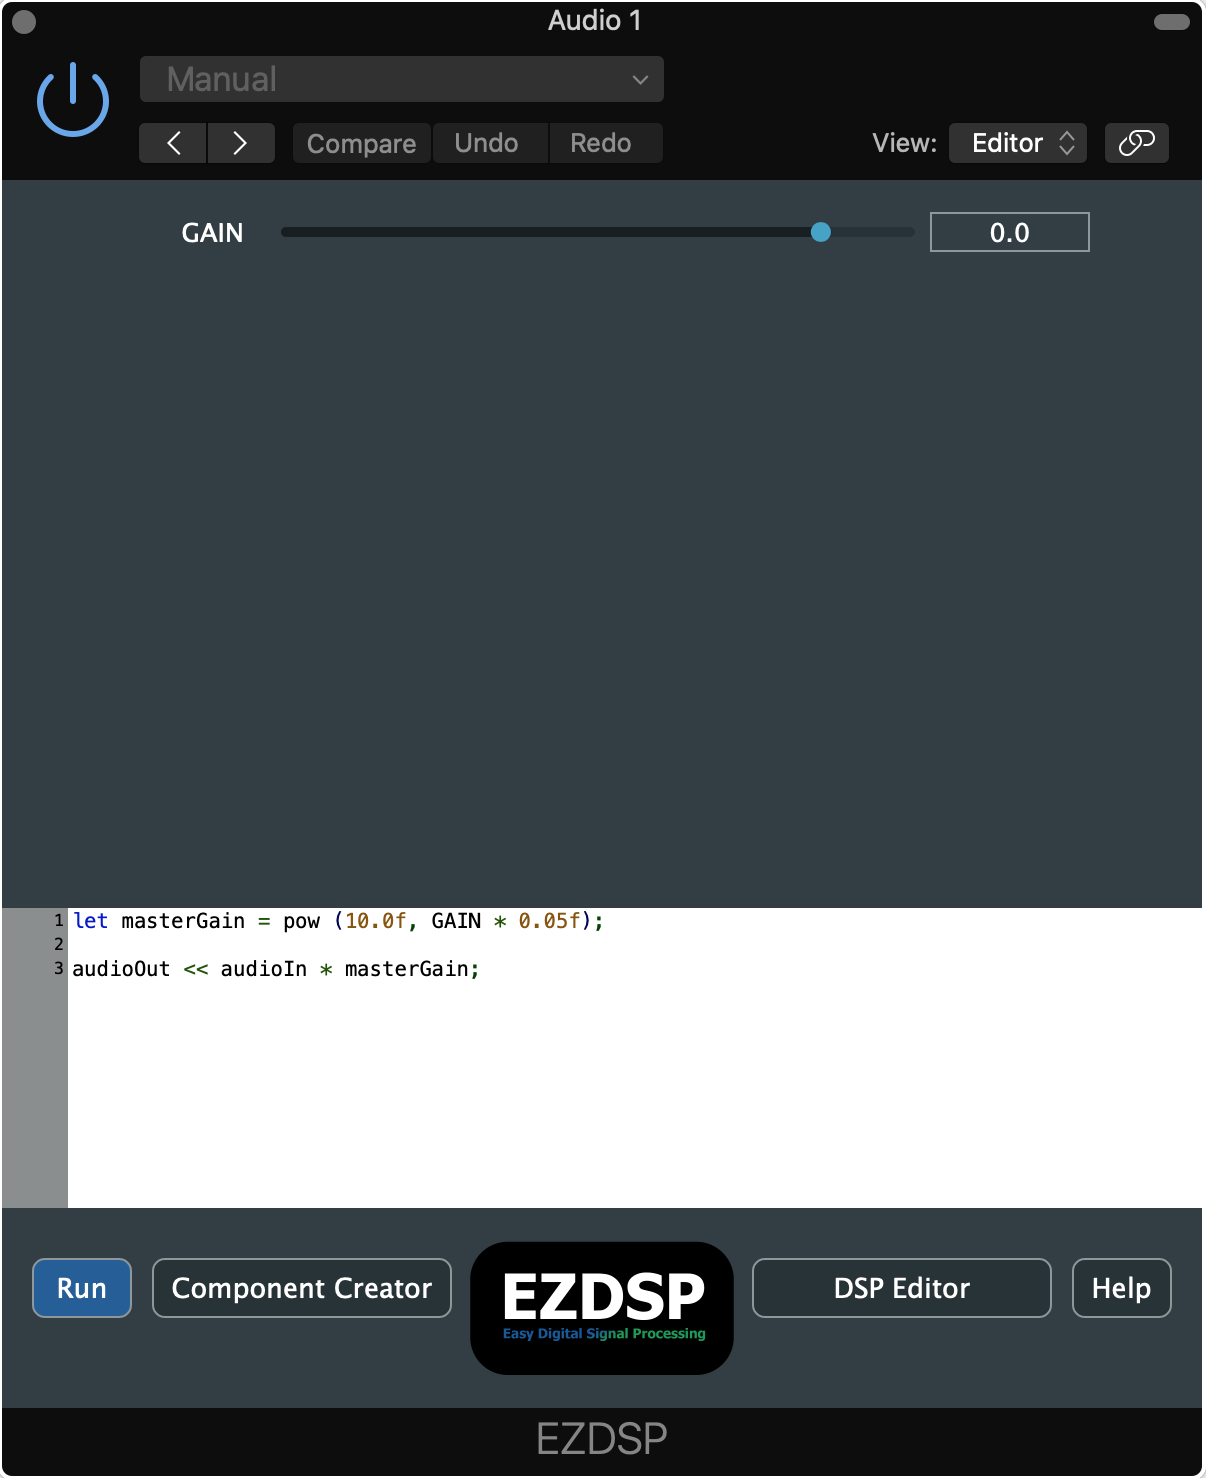 Audio 1
Manual
Compare Undo Redo View: Editor
GAIN 0.0
1 let masterGain = pow (10.0f, GAIN * 0.05f);
2
3 audioOut << audioIn * masterGain;
Run Component Creator EZDSP DSP Editor Help
Easy Digital Signal Processing
EZDSP